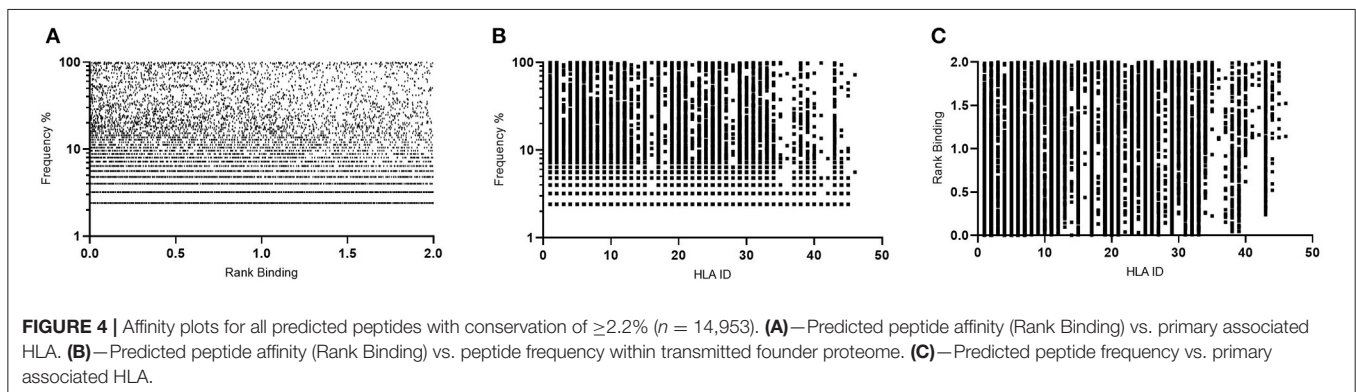 A
B
C
100
10
1
Frequency %
0.0 0.5 1.0 1.5 2.0
Rank Binding
100
10
1
Frequency %
0 10 20 30 40 50
HLA ID
2.0
1.5
1.0
0.5
0.0
Rank Binding
0 10 20 30 40 50
HLA ID
FIGURE 4 | Affinity plots for all predicted peptides with conservation of ≥2.2% (n = 14,953). (A)—Predicted peptide affinity (Rank Binding) vs. primary associated
HLA. (B)—Predicted peptide affinity (Rank Binding) vs. peptide frequency within transmitted founder proteome. (C)—Predicted peptide frequency vs. primary
associated HLA.